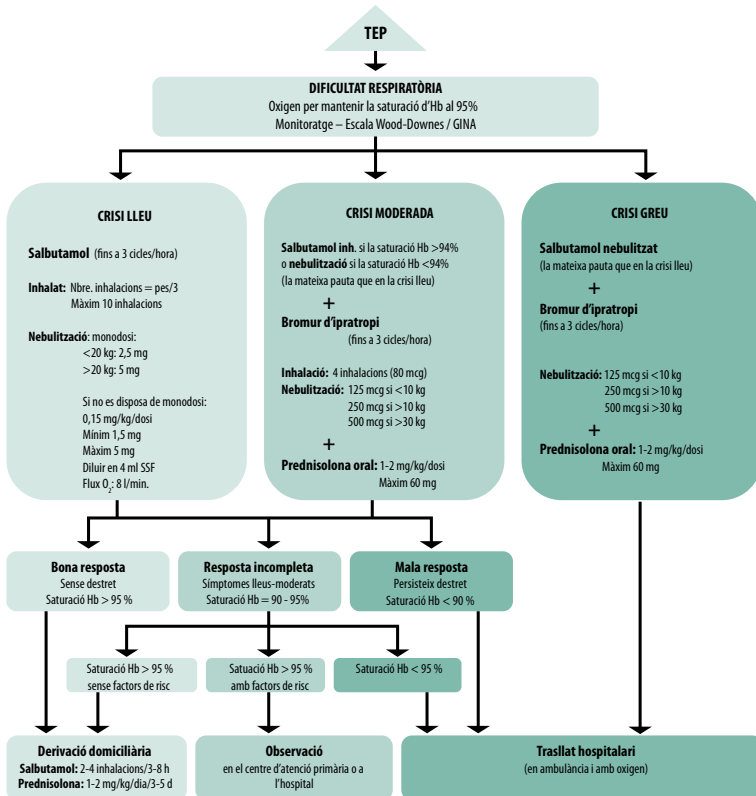 TEP
DIFICULTAT RESPIRATÒRIA
Oxigen per mantenir la saturació d'Hb al 95%
Monitoratge – Escala Wood-Downes / GINA
CRISI LLEU
Salbutamol (fins a 3 cicles/hora)
Inhalat: Nbre. inhalacions = pes/3
Màxim 10 inhalacions
Nebulització: monodosi:
<20 kg: 2,5 mg
>20 kg: 5 mg
Si no es disposa de monodosi:
0,15 mg/kg/dosi
Mínim 1,5 mg
Màxim 5 mg
Diluir en 4 ml SSF
Flux O₂: 8 l/min.
CRISI MODERADA
Salbutamol inh. si la saturació Hb >94%
o nebulització si la saturació Hb <94%
(la mateixa pauta que en la crisi lleu)
+
Bromur d'ipratropi
(fins a 3 cicles/hora)
Inhalació: 4 inhalacions (80 mcg)
Nebulització: 125 mcg si <10 kg
250 mcg si >10 kg
500 mcg si >30 kg
+
Prednisolona oral: 1-2 mg/kg/dosi
Màxim 60 mg
CRISI GREU
Salbutamol nebulitzat
(la mateixa pauta que en la crisi lleu)
+
Bromur d'ipratropi
(fins a 3 cicles/hora)
Nebulització: 125 mcg si <10 kg
250 mcg si >10 kg
500 mcg si >30 kg
+
Prednisolona oral: 1-2 mg/kg/dosi
Màxim 60 mg
Bona resposta
Sense destret
Saturació Hb > 95 %
Resposta incompleta
Símptomes lleus-moderats
Saturació Hb = 90 - 95%
Mala resposta
Persisteix destret
Saturació Hb < 90 %
Saturació Hb > 95 %
sense factors de risc
Satuació Hb > 95 %
amb factors de risc
Saturació Hb < 95 %
Derivació domiciliària
Salbutamol: 2-4 inhalacions/3-8 h
Prednisolona: 1-2 mg/kg/dia/3-5 d
Observació
en el centre d'atenció primària o a
l'hospital
Trasllat hospitalari
(en ambulància i amb oxigen)